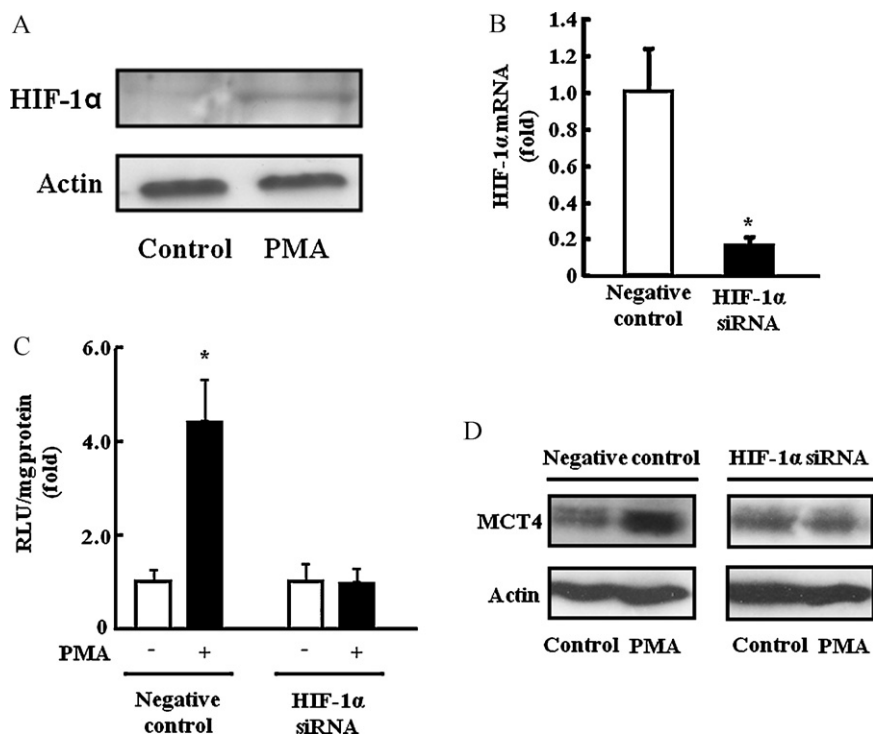 A
HIF-1α
Actin
Control PMA
B
HIF-1α mRNA
(fold)
1.4
1.2
1.0
0.8
0.6
0.4
0.2
0
*
Negative
control
HIF-1α
siRNA
C
RLU/mg protein
(fold)
6.0
4.0
2.0
0
*
PMA - + - +
Negative
control
HIF-1α
siRNA
D
Negative control HIF-1α siRNA
MCT4
Actin
Control PMA Control PMA